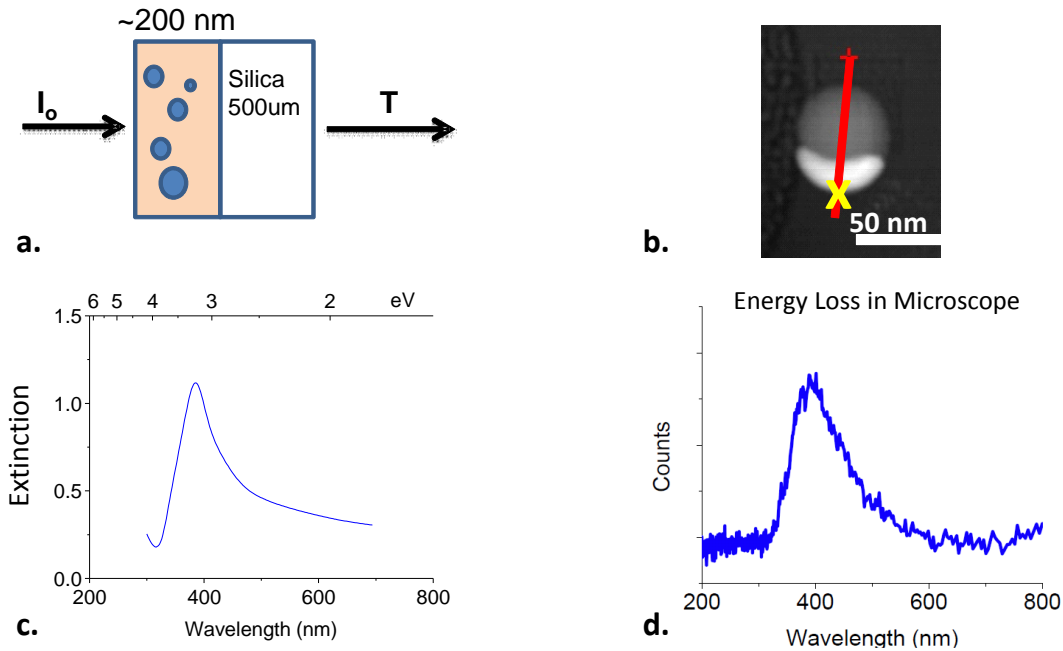 ~200 nm
Silica
500um
Io
T
a.
50 nm
b.
6 5 4 3 2 eV
1.5
1.0
0.5
0.0
Extinction
200 400 600 800
Wavelength (nm)
c.
Energy Loss in Microscope
Counts
200 400 600 800
Wavelength (nm)
d.
X